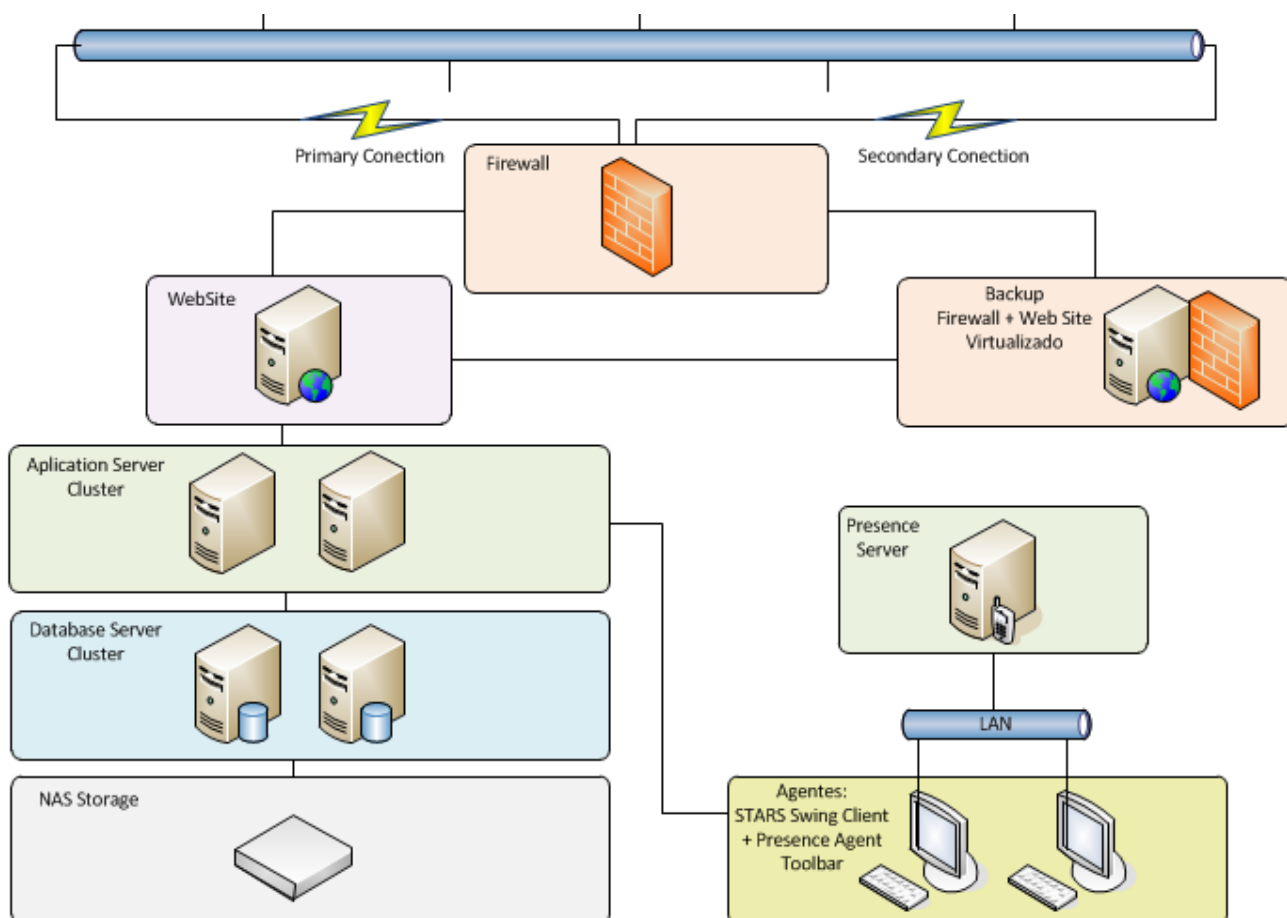 Primary Conection
Secondary Conection
Firewall
WebSite
Backup
Firewall + Web Site
Virtualizado
Aplication Server
Cluster
Presence
Server
Database Server
Cluster
LAN
NAS Storage
Agentes:
STARS Swing Client
+ Presence Agent
Toolbar